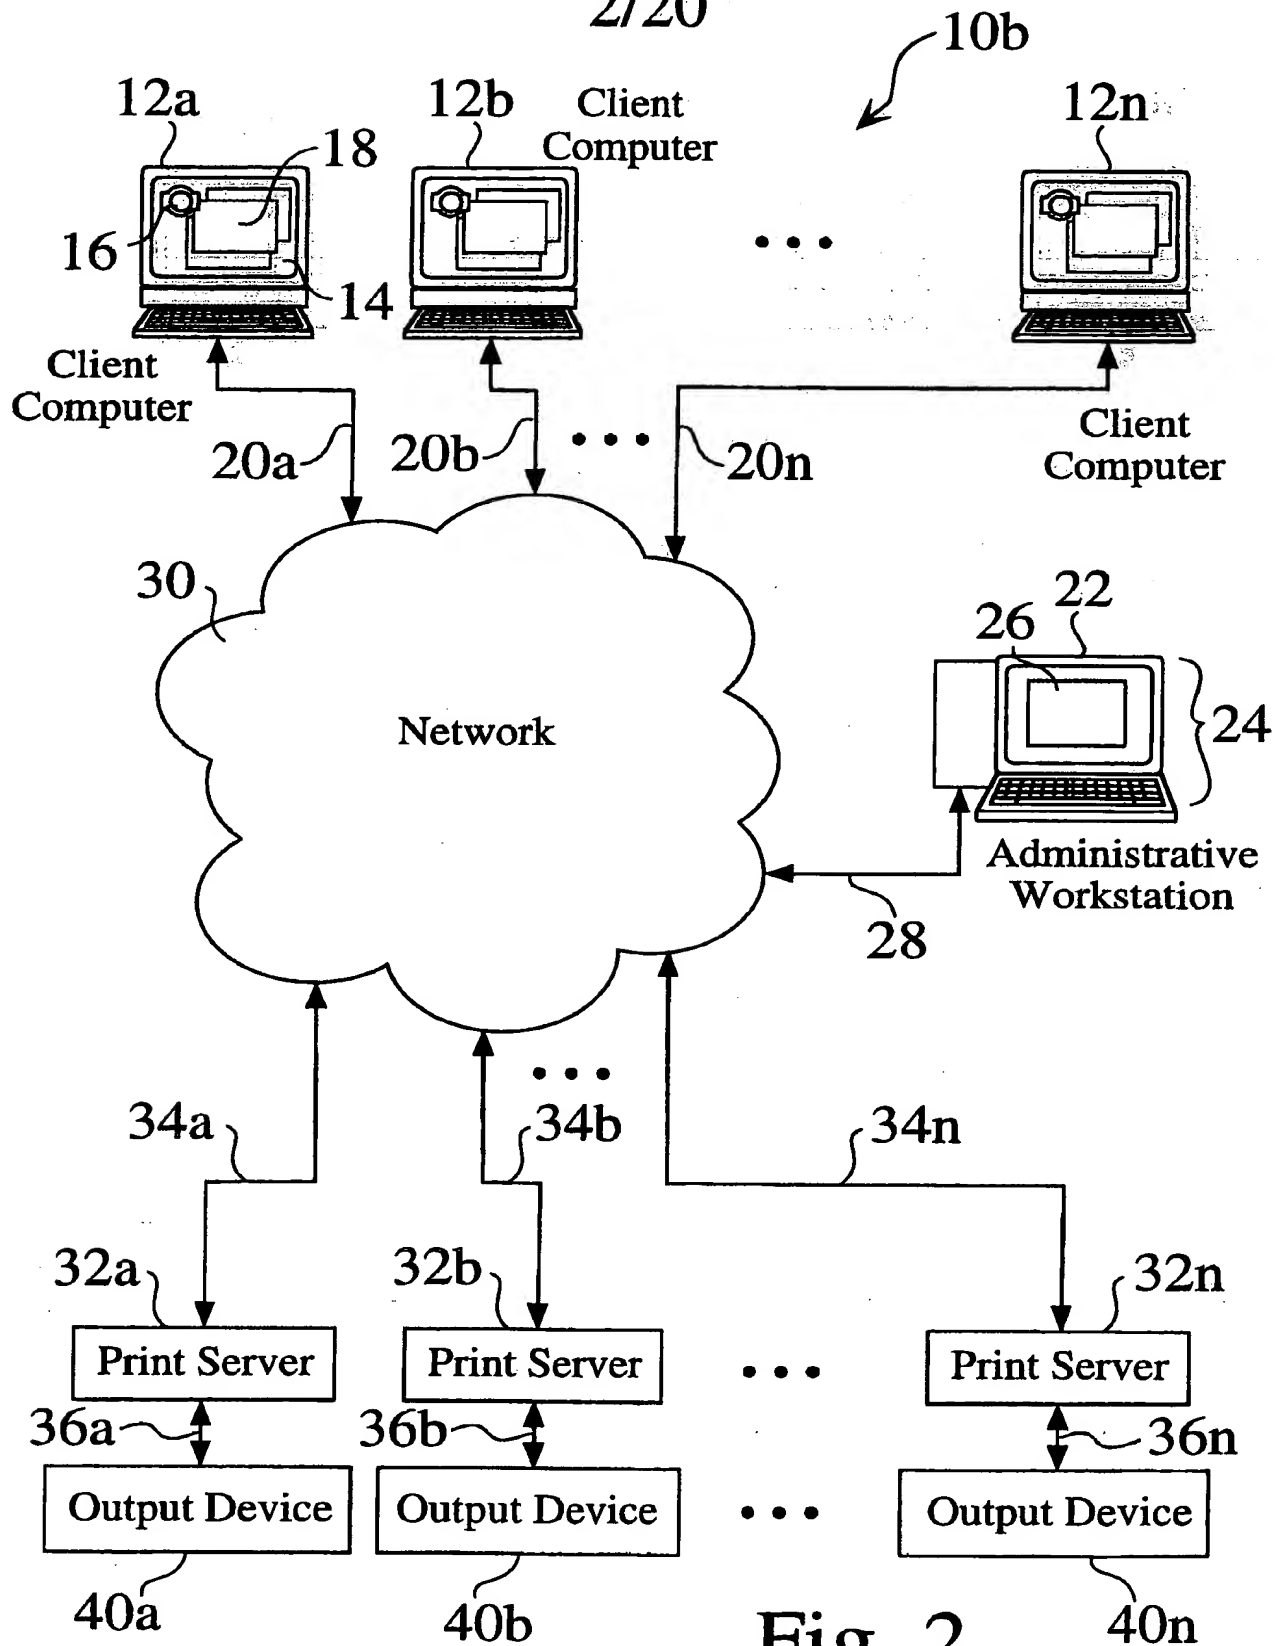 2/20
10b
12a
12b
Client
Computer
12n
18
16
14
Client
Computer
Client
Computer
20a
20b
20n
30
22
26
24
Network
Administrative
Workstation
28
34a
34b
34n
32a
32b
32n
Print Server
Print Server
Print Server
36a
36b
36n
Output Device
Output Device
Output Device
40a
40b
40n
Fig. 2